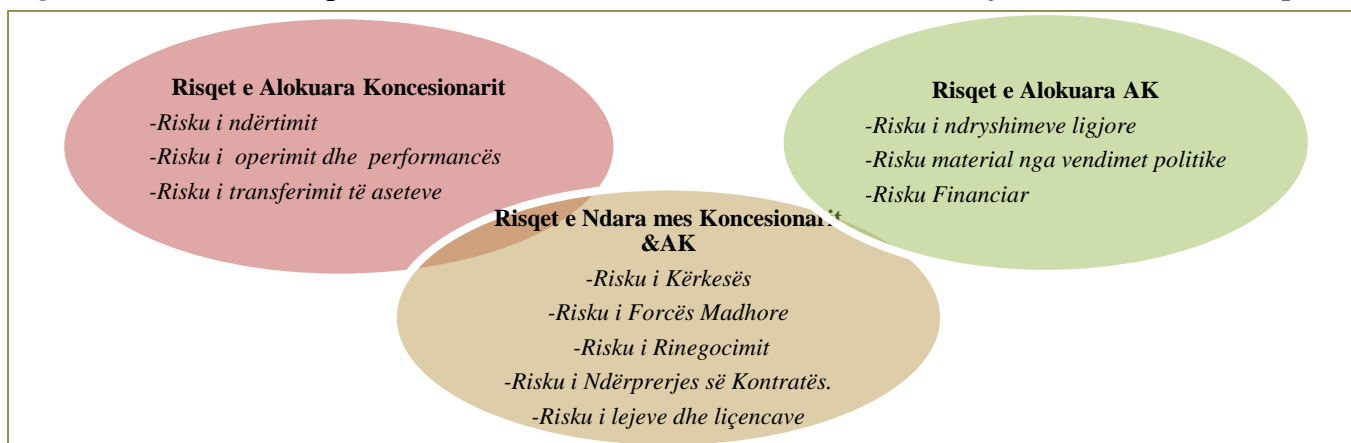 Risqet e Alokuara Koncesionarit
-Risku i ndërtimit
-Risku i operimit dhe performancës
-Risku i transferimit të aseteve
Risqet e Alokuara AK
-Risku i ndryshimeve ligjore
-Risku material nga vendimet politike
-Risku Financiar
Risqet e Ndara mes Koncesionarit
&AK
-Risku i Kërkesës
-Risku i Forcës Madhore
-Risku i Rinegocimit
-Risku i Ndërprerjes së Kontratës.
-Risku i lejeve dhe liçencave